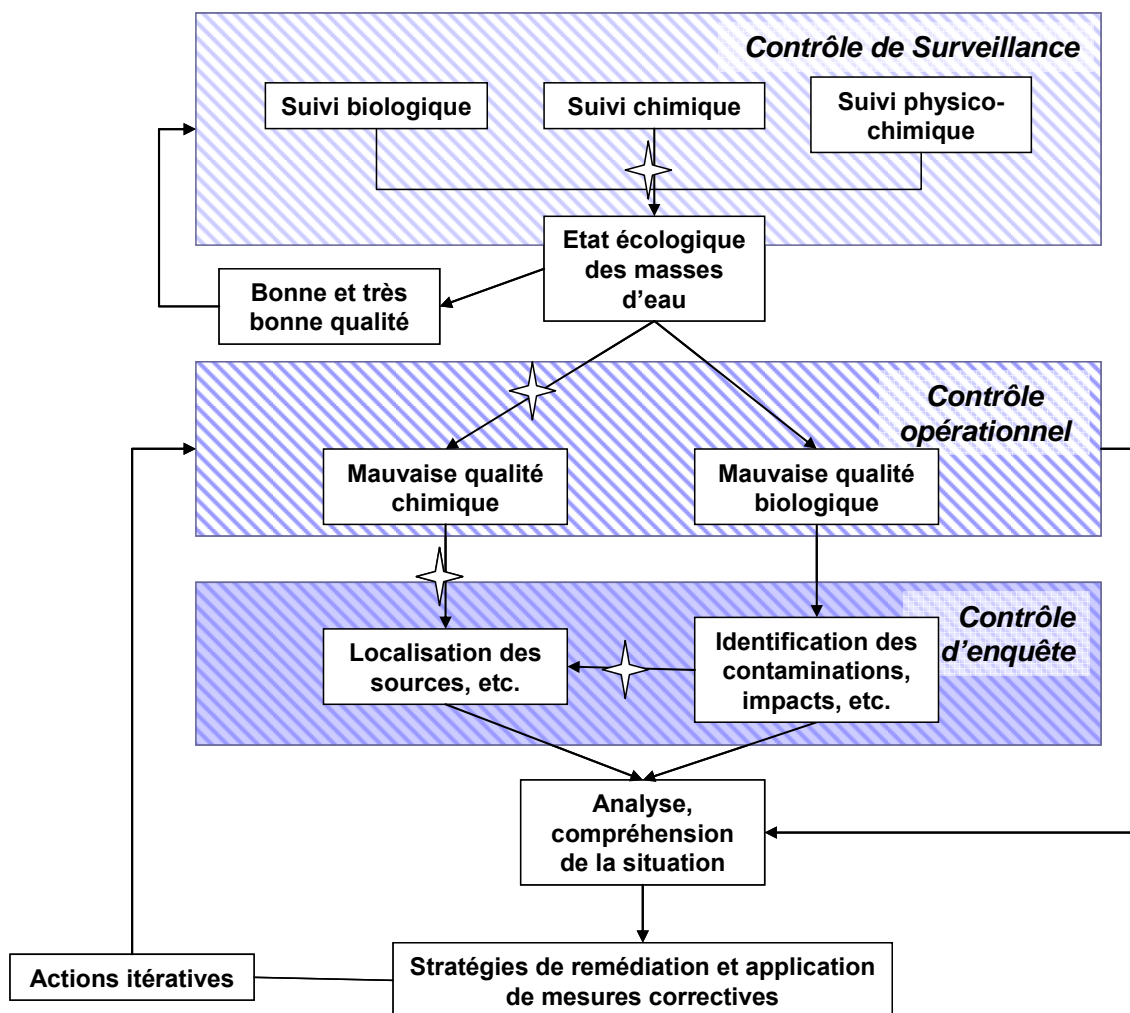 Contrôle de Surveillance
Suivi biologique
Suivi chimique
Suivi physico-
chimique
Etat écologique
des masses
d'eau
Bonne et très
bonne qualité
Contrôle
opérationnel
Mauvaise qualité
chimique
Mauvaise qualité
biologique
Contrôle
d'enquête
Localisation des
sources, etc.
Identification des
contaminations,
impacts, etc.
Analyse,
compréhension
de la situation
Actions itératives
Stratégies de remédiation et application
de mesures correctives